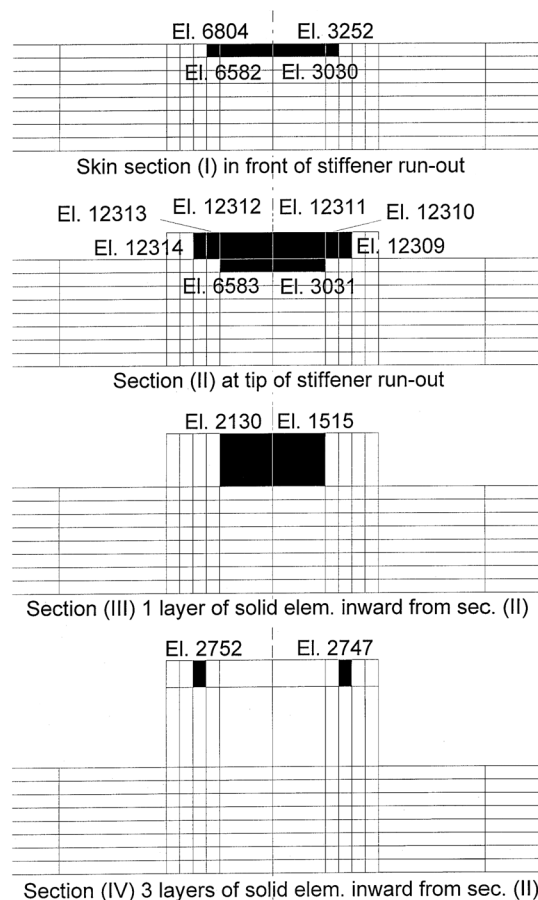 El. 6804 El. 3252
El. 6582 El. 3030
Skin section (I) in front of stiffener run-out
El. 12313 El. 12312 El. 12311 El. 12310
El. 12314 El. 12309
El. 6583 El. 3031
Section (II) at tip of stiffener run-out
El. 2130 El. 1515
Section (III) 1 layer of solid elem. inward from sec. (II)
El. 2752 El. 2747
Section (IV) 3 layers of solid elem. inward from sec. (II)